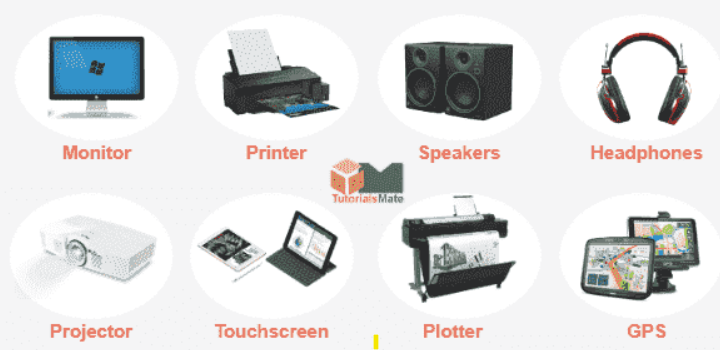 Monitor
Printer
Speakers
Headphones
TutorialsMate
Projector
Touchscreen
Plotter
GPS